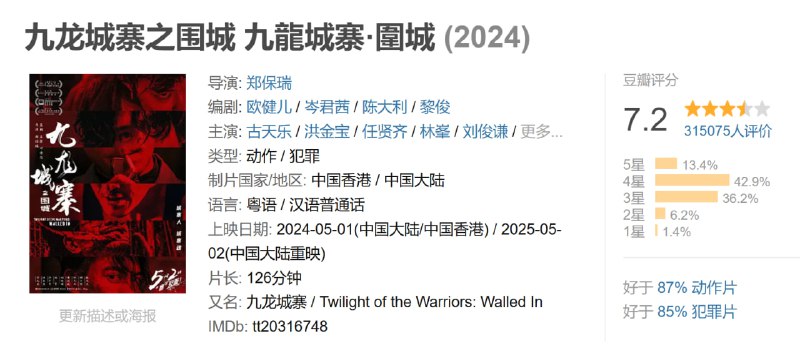 九龙城寨之围城 九龍城寨·圍城 (2024)
导演: 郑保瑞
编剧: 欧健儿 / 岑君茜 / 陈大利 / 黎俊
主演: 古天乐 / 洪金宝 / 任贤齐 / 林峯 / 刘俊谦 / 更多...
类型: 动作 / 犯罪
制片国家/地区: 中国香港 / 中国大陆
语言: 粤语 / 汉语普通话
上映日期: 2024-05-01(中国大陆/中国香港) / 2025-05-
02(中国大陆重映)
片长: 126分钟
又名: 九龙城寨 / Twilight of the Warriors: Walled In
IMDb: tt20316748
九龙城寨
之围城
WALLED IN
更新描述或海报
豆瓣评分
7.2
315075人评价
5星 13.4%
4星 42.9%
3星 36.2%
2星 6.2%
1星 1.4%
好于 87% 动作片
好于 85% 犯罪片